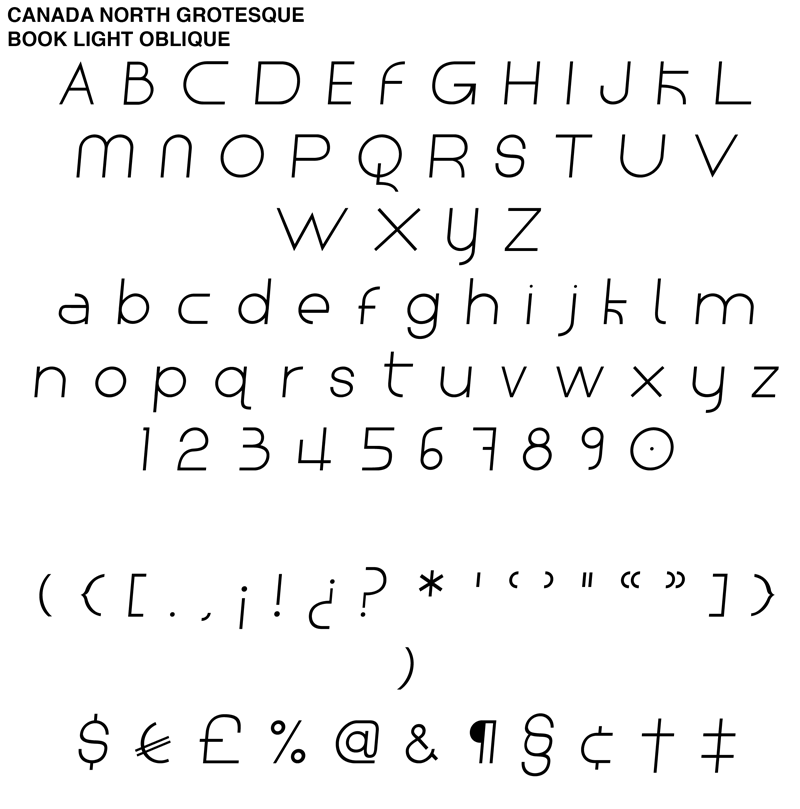 CANADA NORTH GROTESQUE
BOOK LIGHT OBLIQUE
A B C D E F G H I J K L
M N O P Q R S T U V
W X Y Z
a b c d e f g h i j k l m
n o p q r s t u v w x y z
1 2 3 4 5 6 7 8 9 0
( { [ . , ¡ ! ¿ ? * ' ‘ ’ " “ ” ] }
)
$ € £ % @ & ¶ § ¢ † ‡